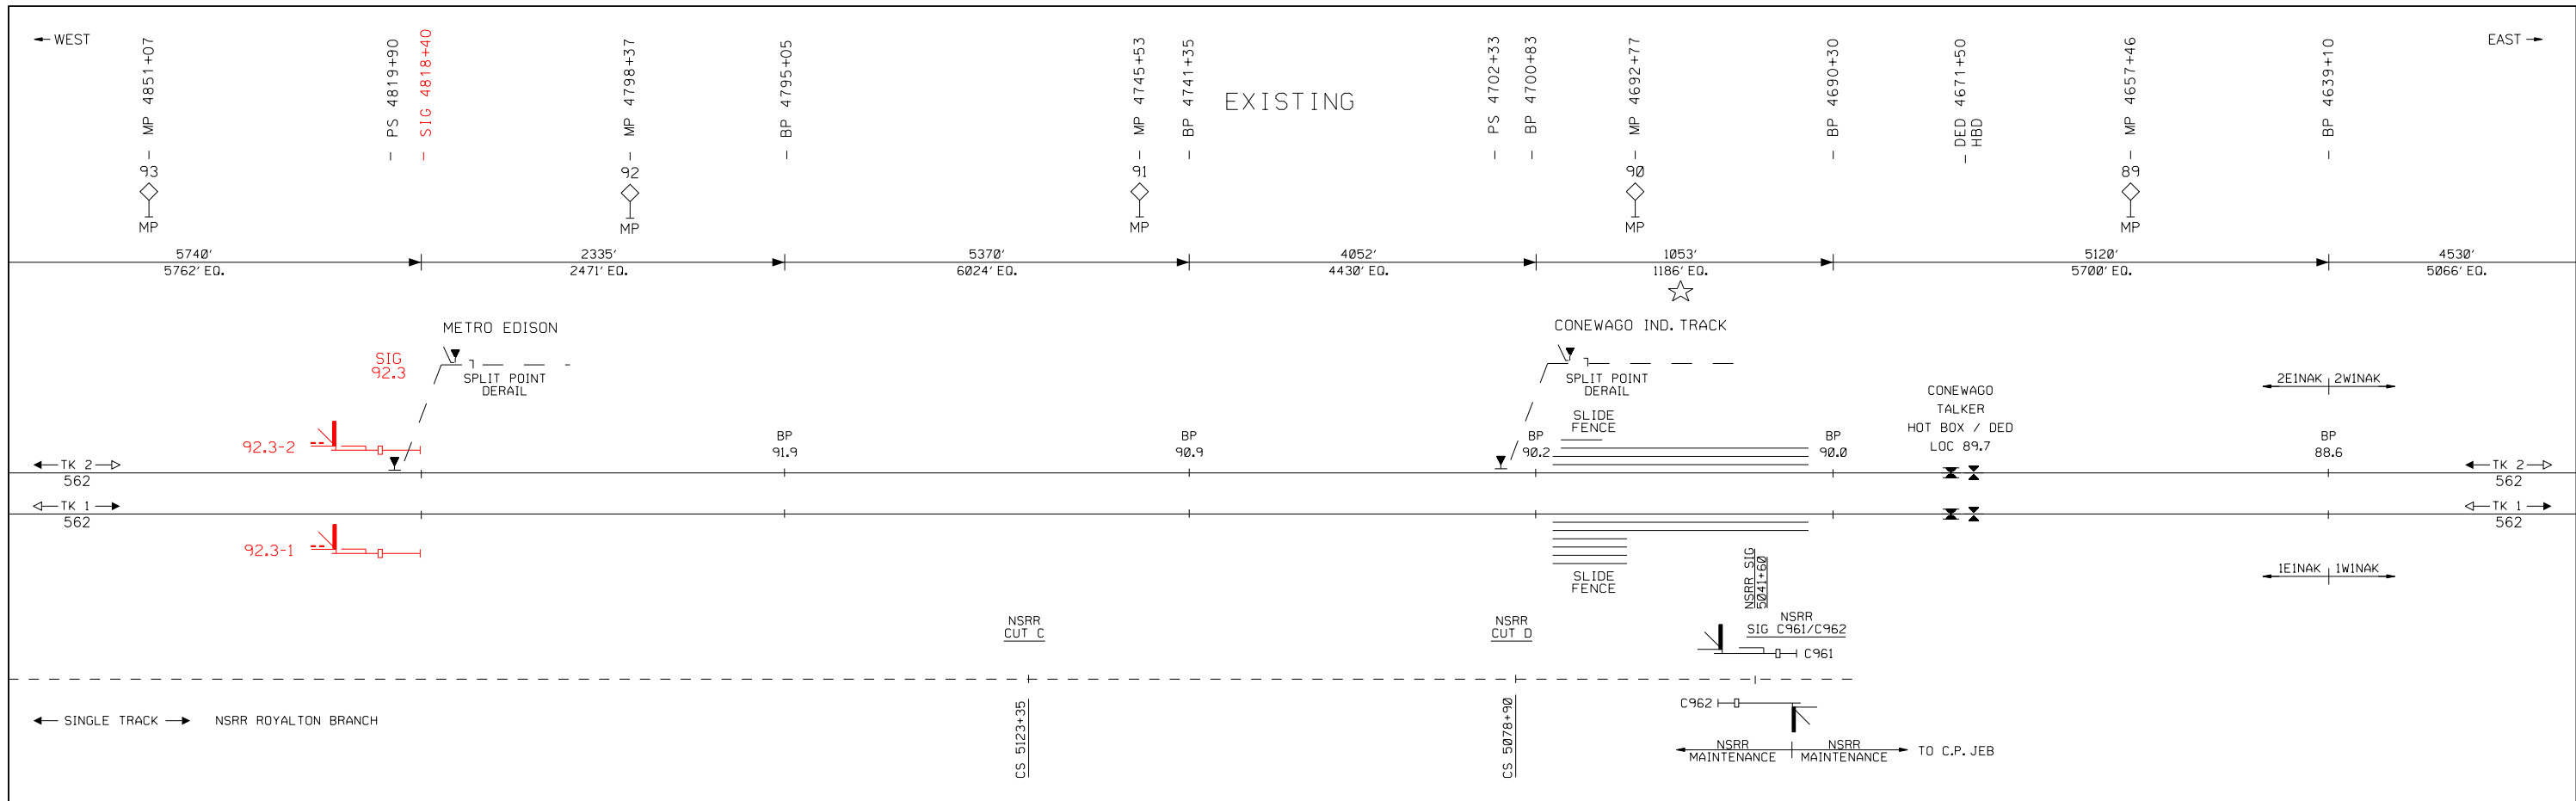 WEST
MP 4851+07
PS 4819+90
SIG 4818+40
MP 4798+37
BP 4795+05
MP 4745+53
BP 4741+35
EXISTING
PS 4702+33
BP 4700+83
MP 4692+77
BP 4690+30
DED 4671+50
HBD
MP 4657+46
BP 4639+10
EAST
93
92
91
90
89
MP
MP
MP
MP
MP
5740'
2335'
5370'
4052'
1053'
5120'
4530'
5762' EQ.
2471' EQ.
6024' EQ.
4430' EQ.
1186' EQ.
5700' EQ.
5066' EQ.
METRO EDISON
CONEWAGO IND. TRACK
SIG
92.3
SPLIT POINT
DERAIL
SPLIT POINT
DERAIL
2E1NAK 2W1NAK
CONEWAGO
TALKER
HOT BOX / DED
LOC 89.7
SLIDE
FENCE
92.3-2
BP
91.9
BP
90.9
BP
90.2
BP
90.0
BP
88.6
TK 2
562
TK 2
562
TK 1
562
TK 1
562
92.3-1
SLIDE
FENCE
NSRR SIG
5041+60
1E1NAK 1W1NAK
NSRR
CUT C
NSRR
CUT D
NSRR
SIG C961/C962
C961
CS 5123+35
CS 5078+90
C962
SINGLE TRACK
NSRR ROYALTON BRANCH
NSRR
MAINTENANCE
NSRR
MAINTENANCE
TO C.P. JEB